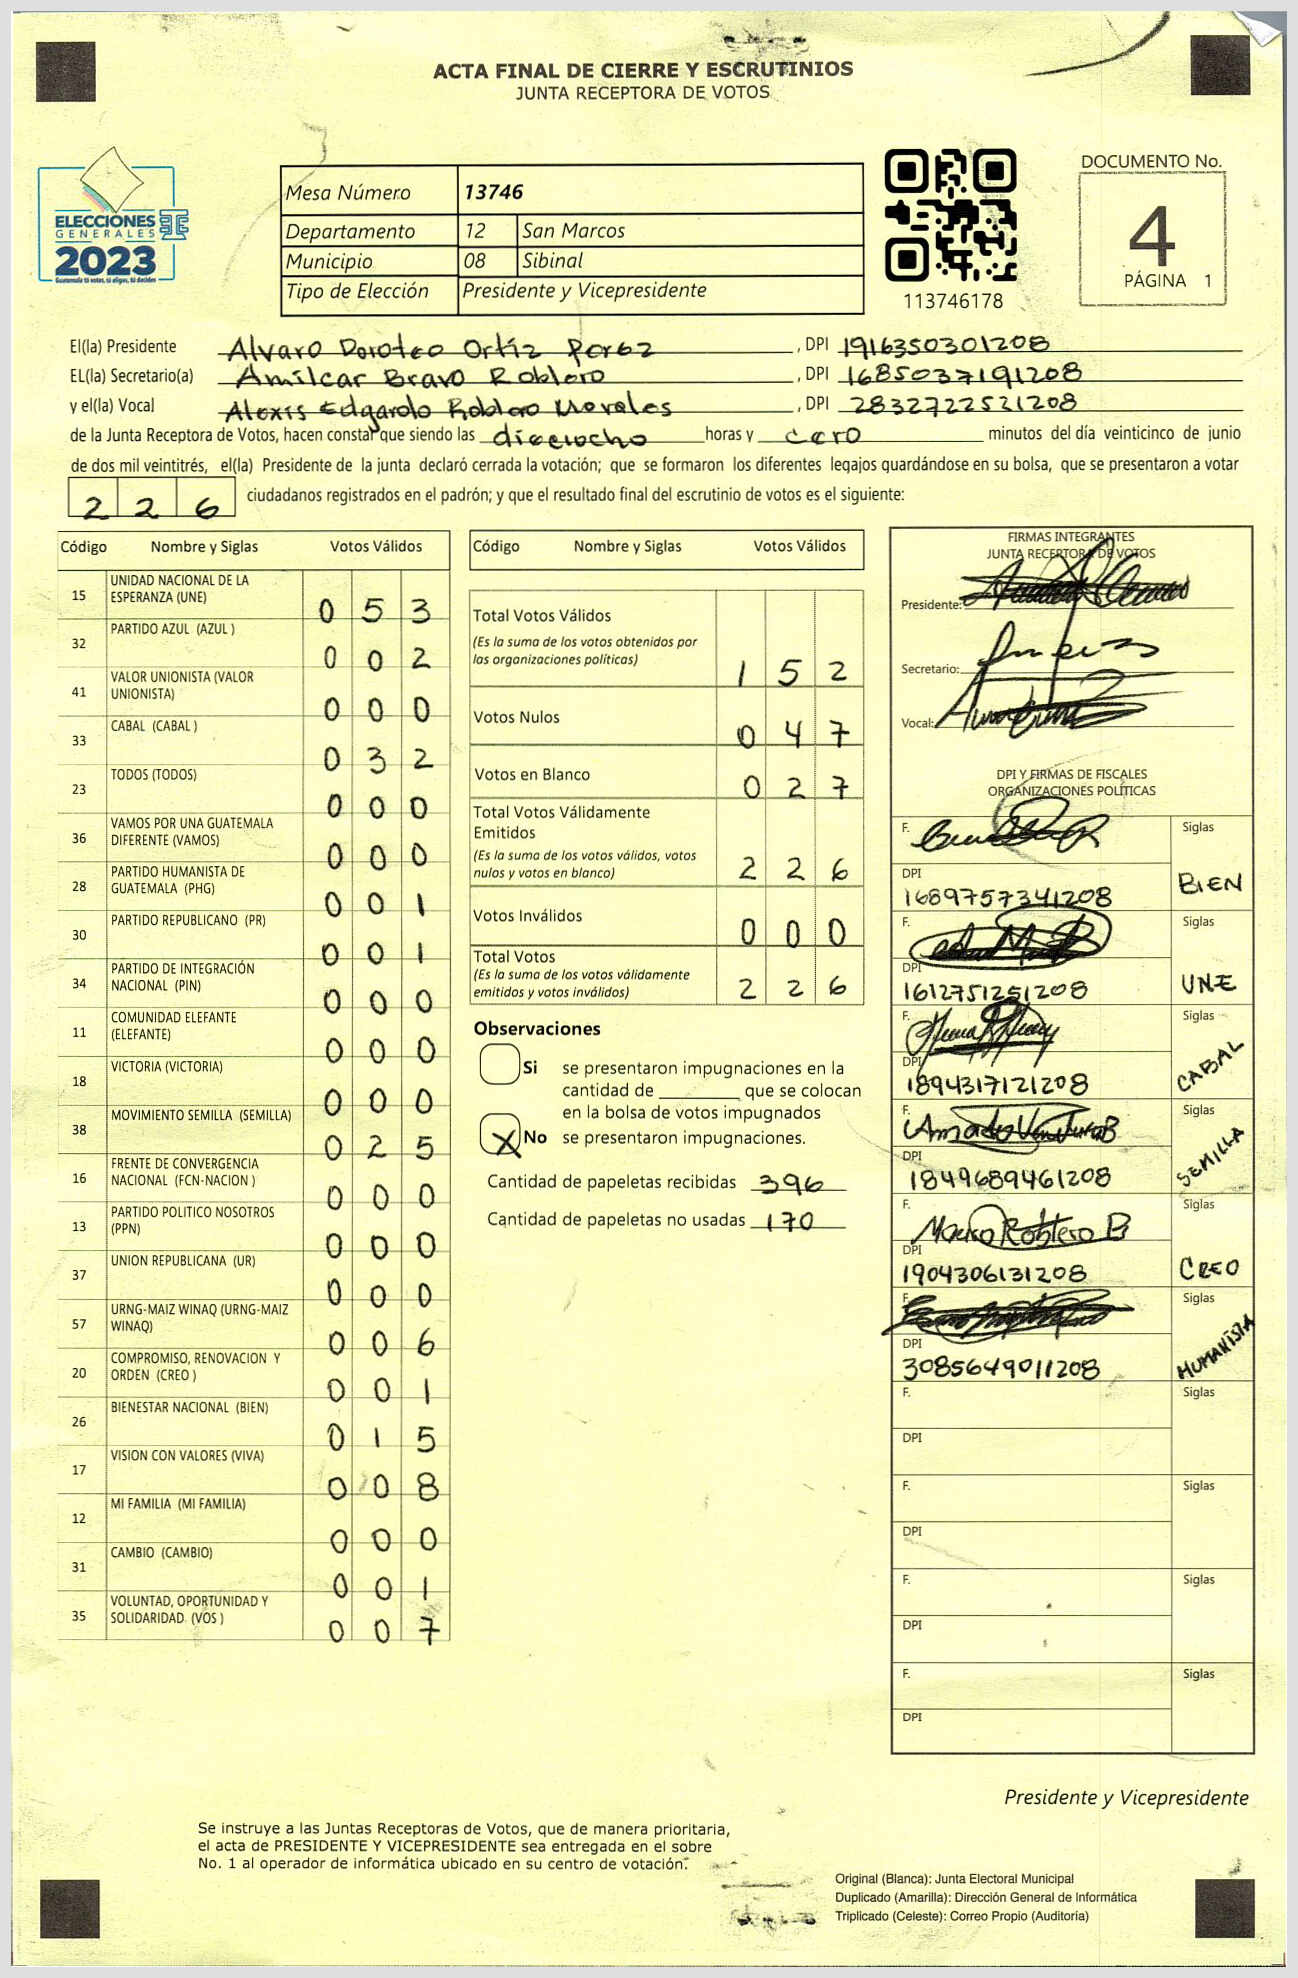 ACTA FINAL DE CIERRE Y ESCRUTINIOS
JUNTA RECEPTORA DE VOTOS
ELECCIONES
GENERALES
2023
Guatemala tú votas, tú eliges, tú decides
Mesa Número 13746
Departamento 12 San Marcos
Municipio 08 Sibinal
Tipo de Elección Presidente y Vicepresidente
113746178
DOCUMENTO No.
4
PÁGINA 1
El(la) Presidente Alvaro Doroteo Ortiz Perez , DPI 1916350301208
EL(la) Secretario(a) Amilcar Bravo Roblero , DPI 1685037191208
y el(la) Vocal Alexis Edgardo Roblero Morales , DPI 2832722521208
de la Junta Receptora de Votos, hacen constar que siendo las dieciocho horas y cero minutos del día veinticinco de junio
de dos mil veintitrés, el(la) Presidente de la junta declaró cerrada la votación; que se formaron los diferentes legajos guardándose en su bolsa, que se presentaron a votar
2 2 6 ciudadanos registrados en el padrón; y que el resultado final del escrutinio de votos es el siguiente:
Código Nombre y Siglas Votos Válidos
15 UNIDAD NACIONAL DE LA
ESPERANZA (UNE) 0 5 3
32 PARTIDO AZUL (AZUL ) 0 0 2
41 VALOR UNIONISTA (VALOR
UNIONISTA) 0 0 0
33 CABAL (CABAL ) 0 3 2
23 TODOS (TODOS) 0 0 0
36 VAMOS POR UNA GUATEMALA
DIFERENTE (VAMOS) 0 0 0
28 PARTIDO HUMANISTA DE
GUATEMALA (PHG) 0 0 1
30 PARTIDO REPUBLICANO (PR) 0 0 1
34 PARTIDO DE INTEGRACIÓN
NACIONAL (PIN) 0 0 0
11 COMUNIDAD ELEFANTE
(ELEFANTE) 0 0 0
18 VICTORIA (VICTORIA) 0 0 0
38 MOVIMIENTO SEMILLA (SEMILLA) 0 2 5
16 FRENTE DE CONVERGENCIA
NACIONAL (FCN-NACION ) 0 0 0
13 PARTIDO POLITICO NOSOTROS
(PPN) 0 0 0
37 UNION REPUBLICANA (UR) 0 0 0
57 URNG-MAIZ WINAQ (URNG-MAIZ
WINAQ) 0 0 6
20 COMPROMISO, RENOVACION Y
ORDEN (CREO ) 0 0 1
26 BIENESTAR NACIONAL (BIEN) 0 1 5
17 VISION CON VALORES (VIVA) 0 0 8
12 MI FAMILIA (MI FAMILIA) 0 0 0
31 CAMBIO (CAMBIO) 0 0 1
35 VOLUNTAD, OPORTUNIDAD Y
SOLIDARIDAD (VOS ) 0 0 7
Código Nombre y Siglas Votos Válidos
Total Votos Válidos
(Es la suma de los votos obtenidos por
las organizaciones políticas) 1 5 2
Votos Nulos 0 4 7
Votos en Blanco 0 2 7
Total Votos Válidamente
Emitidos
(Es la suma de los votos válidos, votos
nulos y votos en blanco) 2 2 6
Votos Inválidos 0 0 0
Total Votos
(Es la suma de los votos válidamente
emitidos y votos inválidos) 2 2 6
Observaciones
Si se presentaron impugnaciones en la
cantidad de ________ que se colocan
en la bolsa de votos impugnados
X No se presentaron impugnaciones.
Cantidad de papeletas recibidas 396
Cantidad de papeletas no usadas 170
FIRMAS INTEGRANTES
JUNTA RECEPTORA DE VOTOS
Presidente:
Secretario:
Vocal:
DPI Y FIRMAS DE FISCALES
ORGANIZACIONES POLÍTICAS
F. Siglas
DPI
1689757341208 BIEN
F. Siglas
DPI
1612751251208 UNE
F. Siglas
DPI
1894317121208 CABAL
F. Amado Ventura B Siglas
DPI
1849689461208 SEMILLA
F. Marco Roblero B Siglas
DPI
1904306131208 CREO
F. Siglas
DPI
3085649011208 HUMANISTA
F. Siglas
DPI
F. Siglas
DPI
F. Siglas
DPI
F. Siglas
DPI
Presidente y Vicepresidente
Se instruye a las Juntas Receptoras de Votos, que de manera prioritaria,
el acta de PRESIDENTE Y VICEPRESIDENTE sea entregada en el sobre
No. 1 al operador de informática ubicado en su centro de votación.
Original (Blanca): Junta Electoral Municipal
Duplicado (Amarilla): Dirección General de Informática
Triplicado (Celeste): Correo Propio (Auditoría)